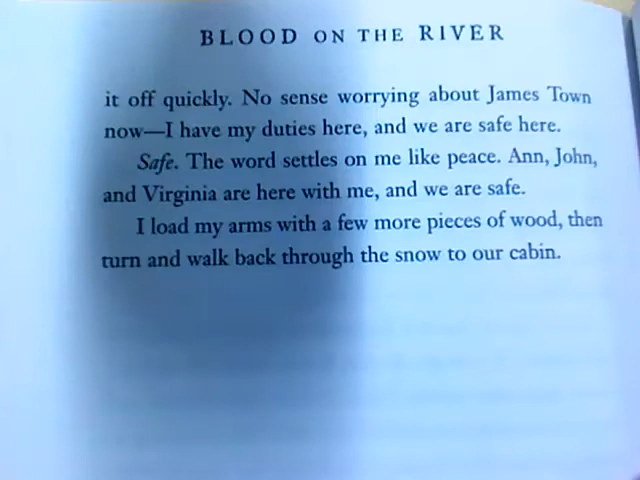 BLOOD ON THE RIVER
it off quickly. No sense worrying about James Town
now—I have my duties here, and we are safe here.
Safe. The word settles on me like peace. Ann, John,
and Virginia are here with me, and we are safe.
I load my arms with a few more pieces of wood, then
turn and walk back through the snow to our cabin.